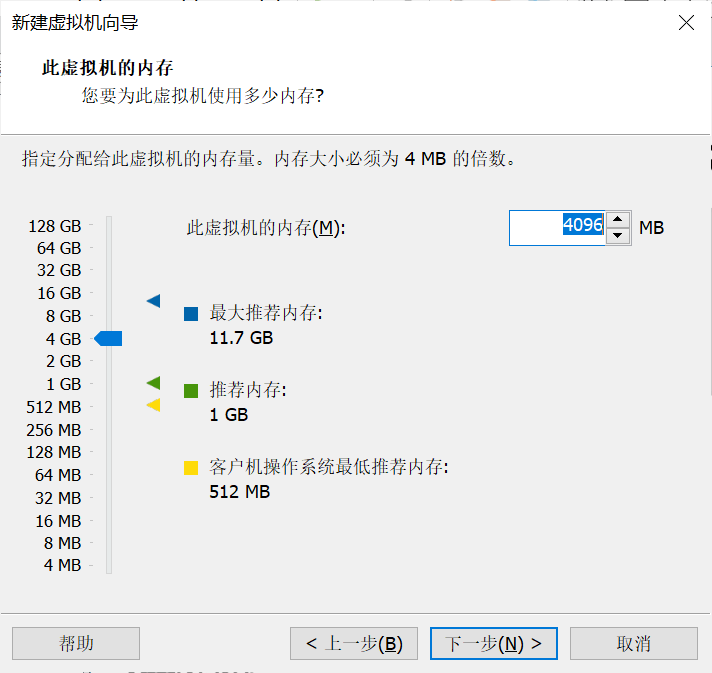 新建虚拟机向导
此虚拟机的内存
您要为此虚拟机使用多少内存?
指定分配给此虚拟机的内存量。内存大小必须为 4 MB 的倍数。
此虚拟机的内存(M): 4096 MB
128 GB
64 GB
32 GB
16 GB
8 GB
4 GB
2 GB
1 GB
512 MB
256 MB
128 MB
64 MB
32 MB
16 MB
8 MB
4 MB
最大推荐内存:
11.7 GB
推荐内存:
1 GB
客户机操作系统最低推荐内存:
512 MB
帮助
< 上一步(B)
下一步(N) >
取消